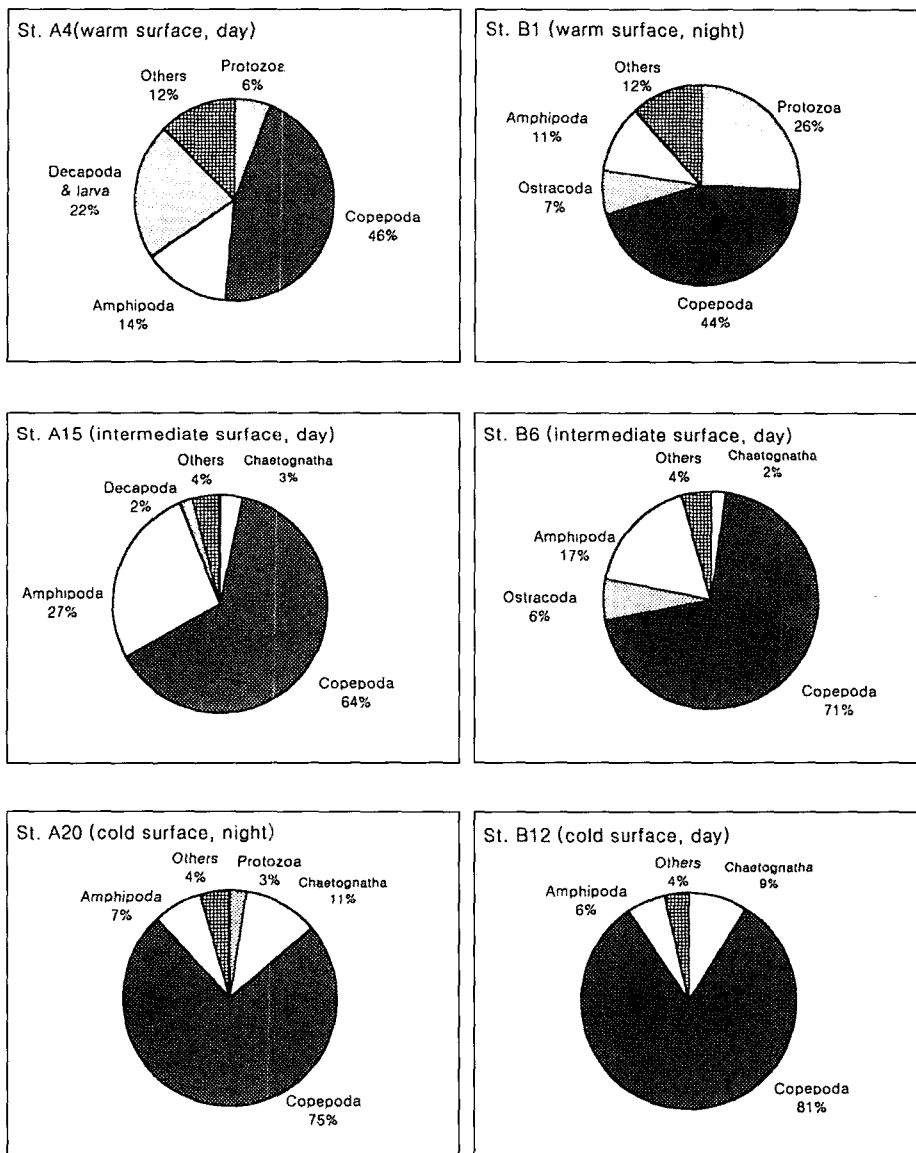 St. A4(warm surface, day)
Others
12%
Protozoa
6%
Decapoda
& larva
22%
Copepoda
46%
Amphipoda
14%
St. B1 (warm surface, night)
Others
12%
Protozoa
26%
Amphipoda
11%
Ostracoda
7%
Copepoda
44%
St. A15 (intermediate surface, day)
Others
4%
Chaetognatha
3%
Decapoda
2%
Amphipoda
27%
Copepoda
64%
St. B6 (intermediate surface, day)
Others
4%
Chaetognatha
2%
Amphipoda
17%
Ostracoda
6%
Copepoda
71%
St. A20 (cold surface, night)
Others
4%
Protozoa
3%
Chaetognatha
11%
Amphipoda
7%
Copepoda
75%
St. B12 (cold surface, day)
Others
4%
Chaetognatha
9%
Amphipoda
6%
Copepoda
81%